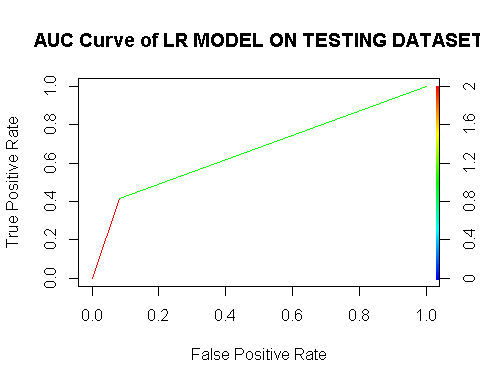 AUC Curve of LR MODEL ON TESTING DATASET
True Positive Rate
0.0 0.2 0.4 0.6 0.8 1.0
0 0.4 0.8 1.2 1.6 2
0.0 0.2 0.4 0.6 0.8 1.0
False Positive Rate